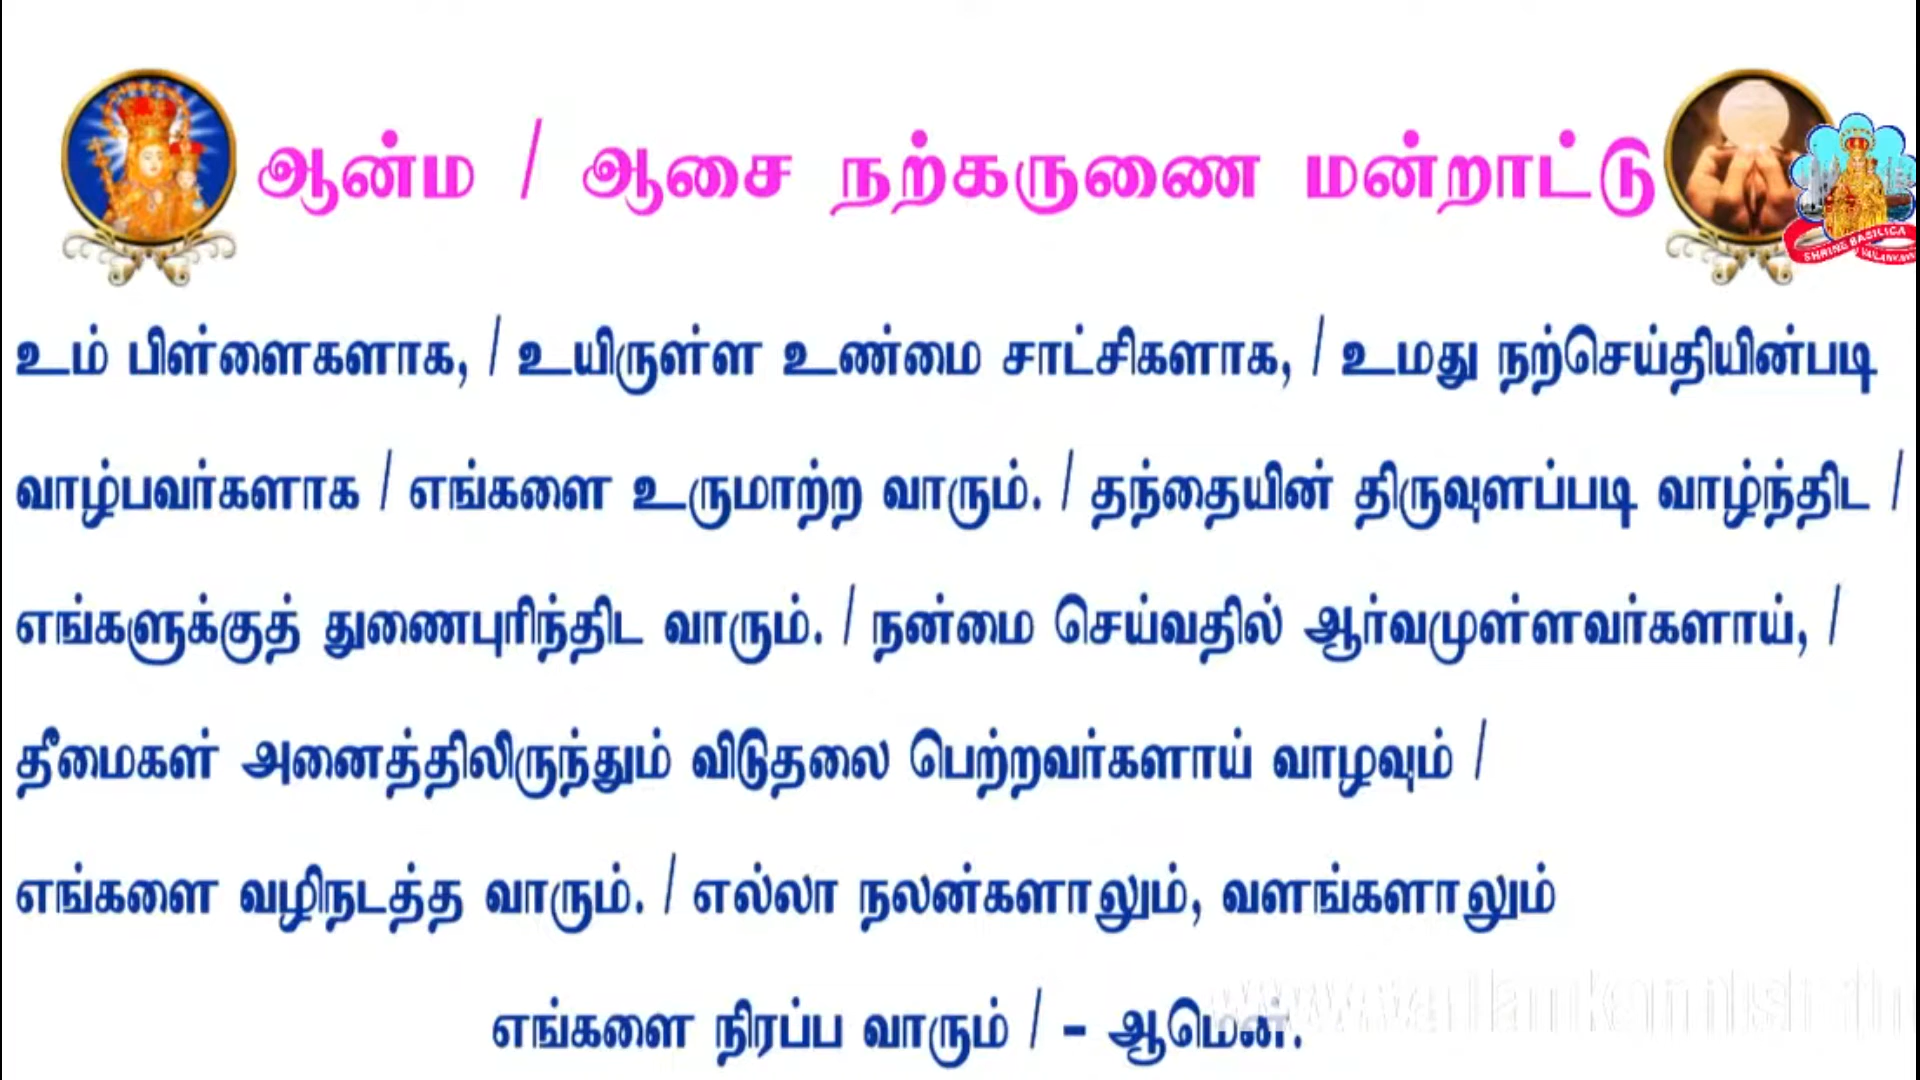 ஆன்ம / ஆசை நற்கருணை மன்றாட்டு
SHRINE BASILICA
உம் பிள்ளைகளாக, / உயிருள்ள உண்மை சாட்சிகளாக, / உமது நற்செய்தியின்படி
வாழ்பவர்களாக / எங்களை உருமாற்ற வாரும். / தந்தையின் திருவுளப்படி வாழ்ந்திட /
எங்களுக்குத் துணைபுரிந்திட வாரும். / நன்மை செய்வதில் ஆர்வமுள்ளவர்களாய், /
தீமைகள் அனைத்திலிருந்தும் விடுதலை பெற்றவர்களாய் வாழவும் /
எங்களை வழிநடத்த வாரும். / எல்லா நலன்களாலும், வளங்களாலும்
எங்களை நிரப்ப வாரும் / - ஆமென்.